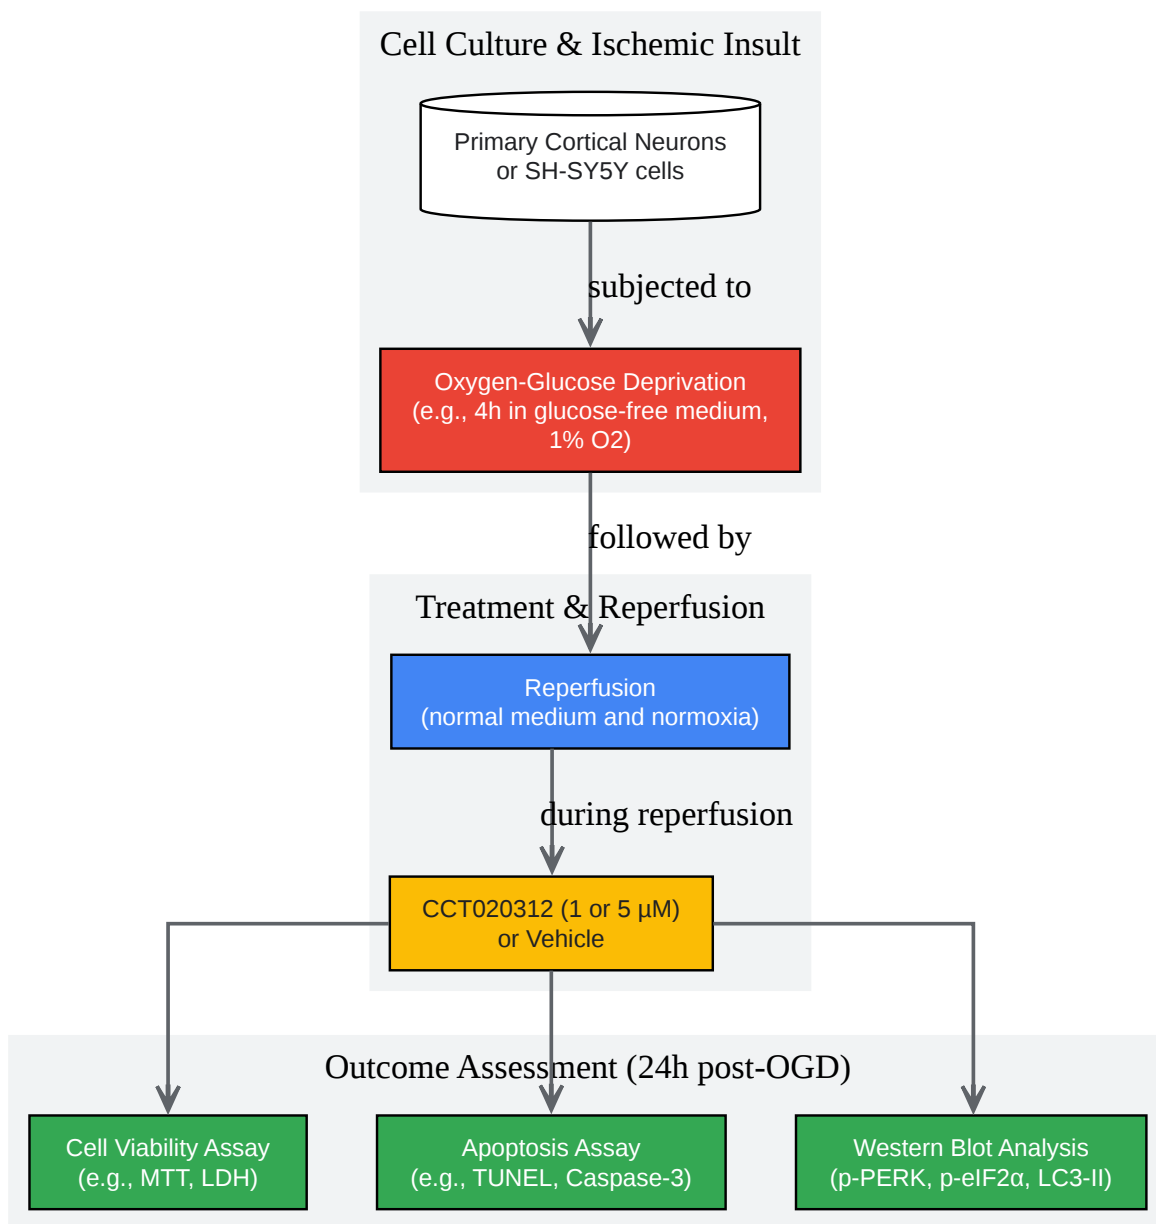 Cell Culture & Ischemic Insult
Primary Cortical Neurons
or SH-SY5Y cells
subjected to
Oxygen-Glucose Deprivation
(e.g., 4h in glucose-free medium,
1% O2)
followed by
Treatment & Reperfusion
Reperfusion
(normal medium and normoxia)
during reperfusion
CCT020312 (1 or 5 µM)
or Vehicle
Outcome Assessment (24h post-OGD)
Cell Viability Assay
(e.g., MTT, LDH)
Apoptosis Assay
(e.g., TUNEL, Caspase-3)
Western Blot Analysis
(p-PERK, p-eIF2α, LC3-II)